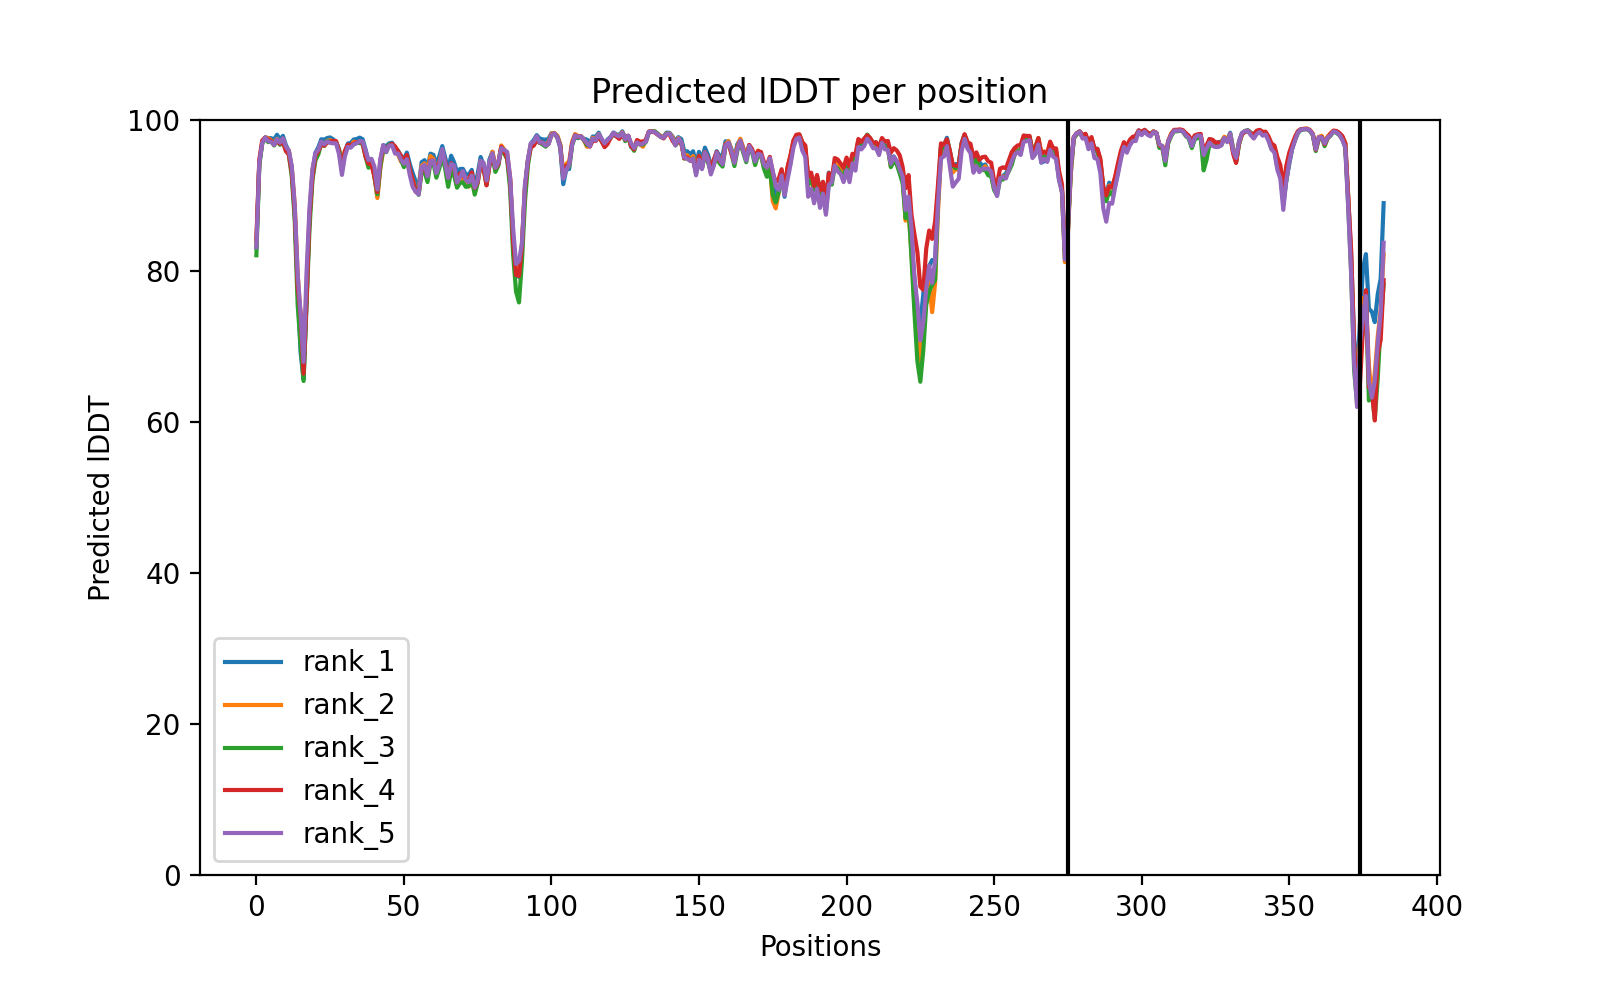 Predicted lDDT per position
100
80
60
40
20
0
Predicted lDDT
rank_1
rank_2
rank_3
rank_4
rank_5
0 50 100 150 200 250 300 350 400
Positions